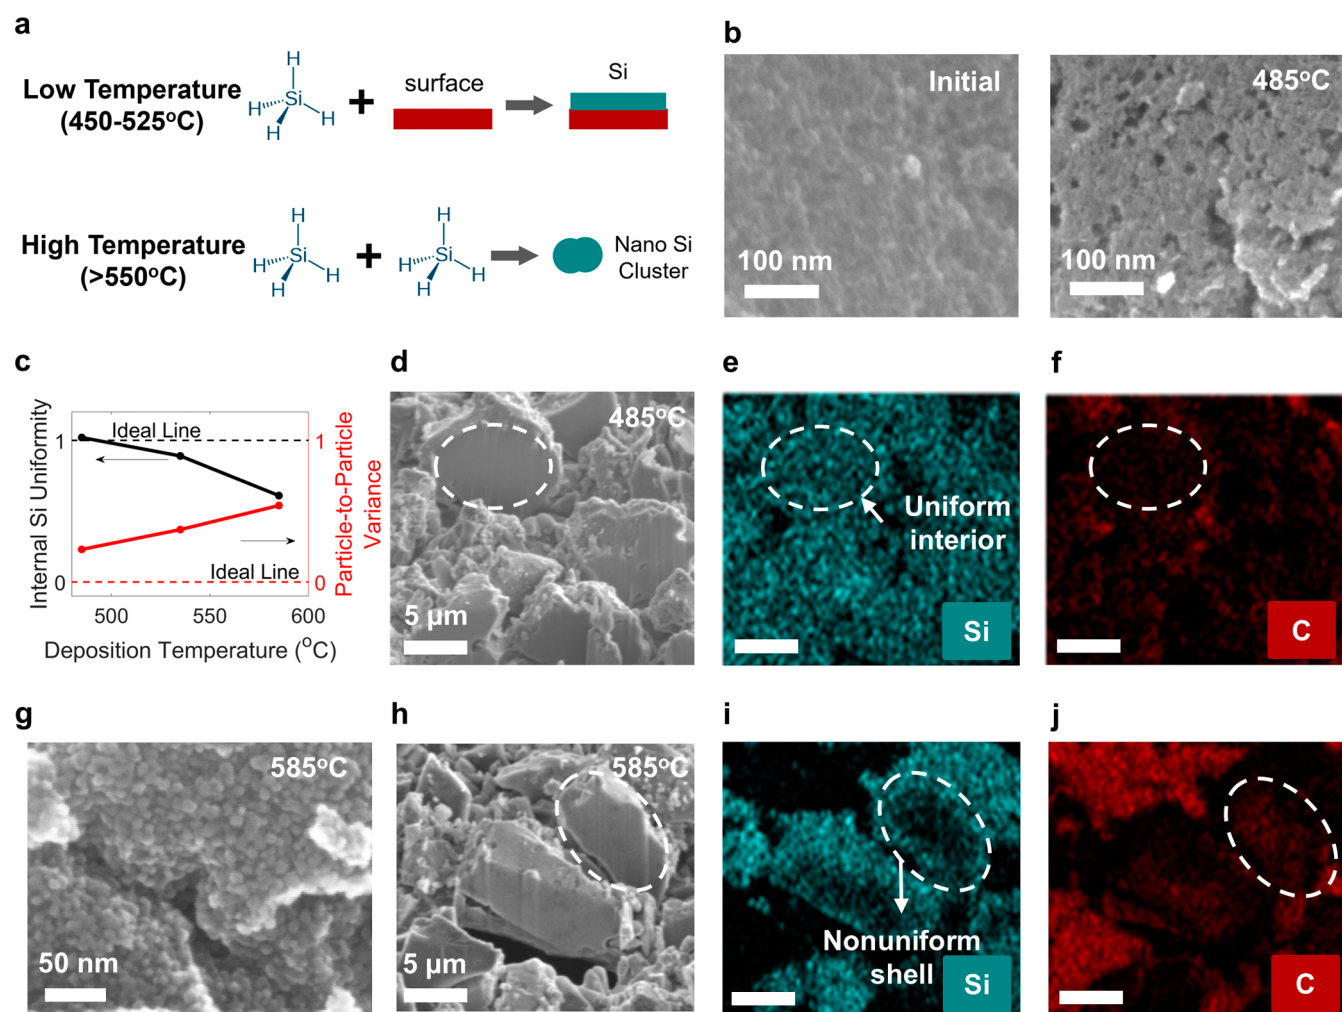 a
Low Temperature
(450-525°C)
H
H
H
H
Si
+
surface
Si
High Temperature
(>550°C)
H
H
H
H
Si
+
H
H
H
H
Si
Nano Si
Cluster
b
Initial
100 nm
485°C
100 nm
c
Internal Si Uniformity
1
0
Ideal Line
Ideal Line
1
0
Particle-to-Particle
Variance
500
550
600
Deposition Temperature (°C)
d
485°C
5 μm
e
Uniform
interior
Si
f
C
g
585°C
50 nm
h
585°C
5 μm
i
Nonuniform
shell
Si
j
C